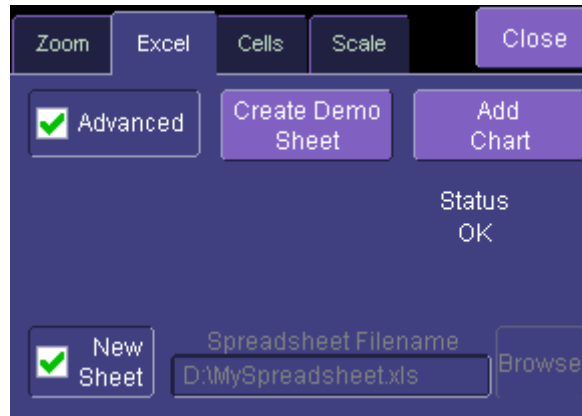 Zoom Excel Cells Scale Close
Advanced Create Demo Sheet Add Chart
Status
OK
New Sheet Spreadsheet Filename
D:\MySpreadsheet.xls Browse